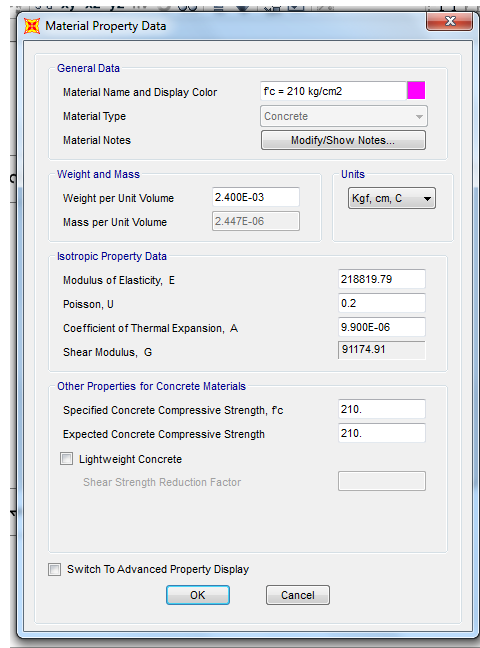 Material Property Data
General Data
Material Name and Display Color f'c = 210 kg/cm2
Material Type Concrete
Material Notes Modify/Show Notes...
Weight and Mass Units
Weight per Unit Volume 2.400E-03 Kgf, cm, C
Mass per Unit Volume 2.447E-06
Isotropic Property Data
Modulus of Elasticity, E 218819.79
Poisson, U 0.2
Coefficient of Thermal Expansion, A 9.900E-06
Shear Modulus, G 91174.91
Other Properties for Concrete Materials
Specified Concrete Compressive Strength, f'c 210.
Expected Concrete Compressive Strength 210.
Lightweight Concrete
Shear Strength Reduction Factor
Switch To Advanced Property Display
OK Cancel